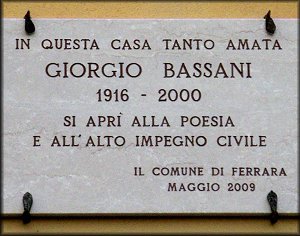 IN QUESTA CASA TANTO AMATA
GIORGIO BASSANI
1916 - 2000
SI APRÌ ALLA POESIA
E ALL'ALTO IMPEGNO CIVILE
IL COMUNE DI FERRARA
MAGGIO 2009